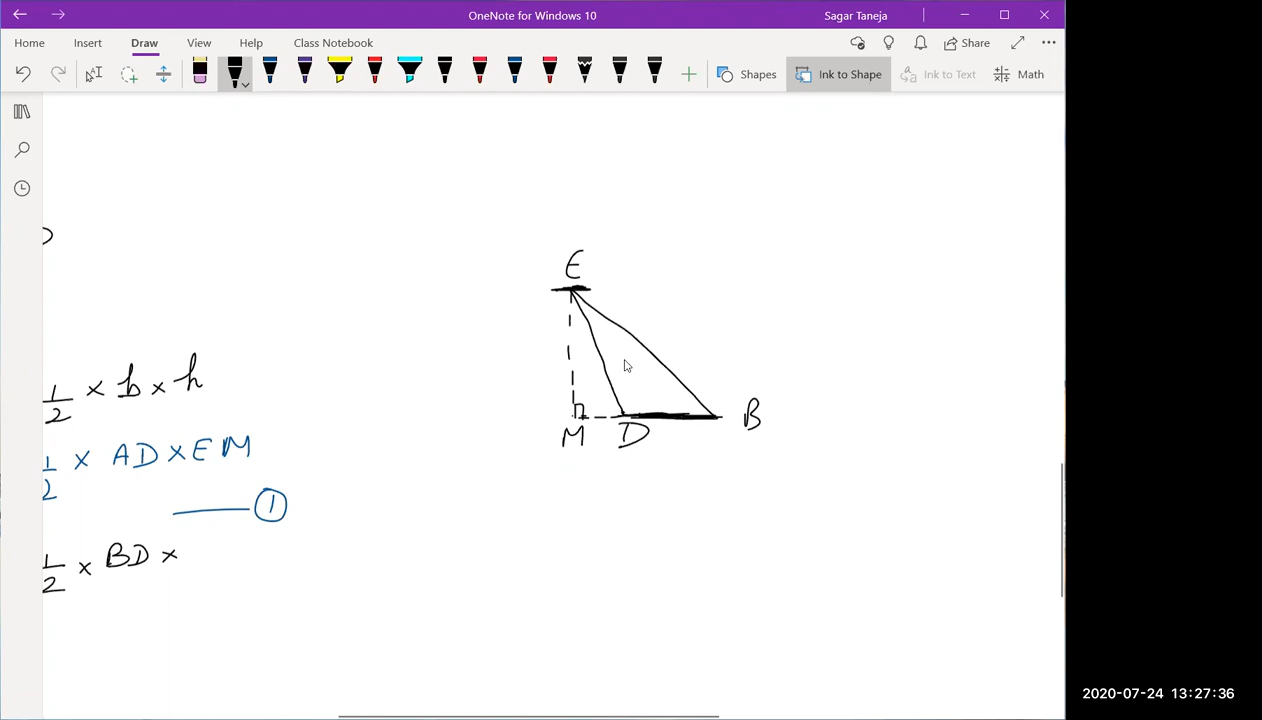 OneNote for Windows 10
Sagar Taneja
Home Insert Draw View Help Class Notebook
Share
Shapes Ink to Shape Ink to Text Math
E
1/2 × b × h
M D B
1/2 × AD × EM
1
1/2 × BD ×
2020-07-24 13:27:36